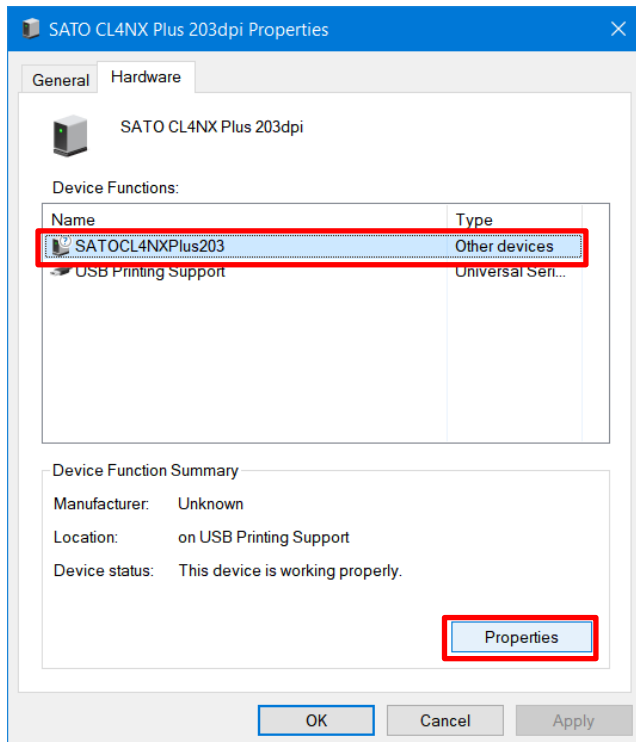 SATO CL4NX Plus 203dpi Properties
General Hardware
SATO CL4NX Plus 203dpi
Device Functions:
Name Type
SATOCL4NXPlus203 Other devices
USB Printing Support Universal Seri...
Device Function Summary
Manufacturer: Unknown
Location: on USB Printing Support
Device status: This device is working properly.
Properties
OK Cancel Apply